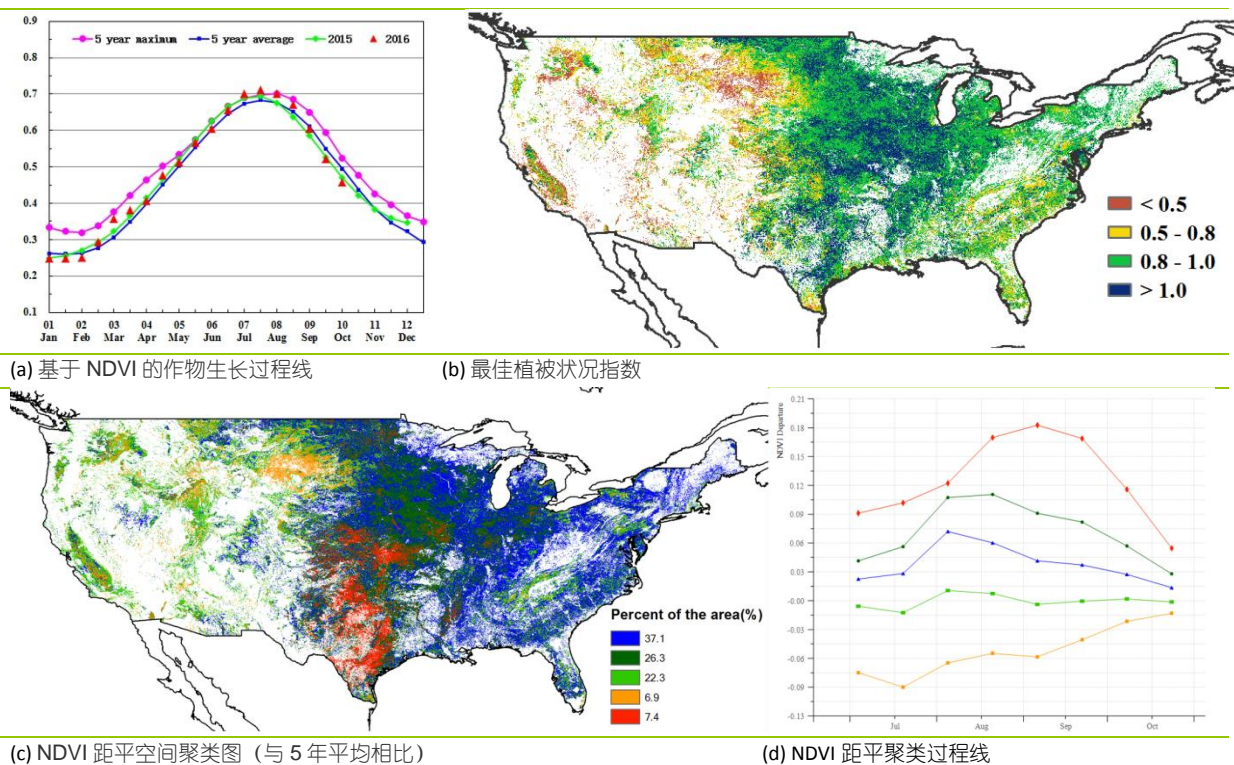 0.9
0.8
0.7
0.6
0.5
0.4
0.3
0.2
0.1
5 year maximum 5 year average 2015 2016
01 02 03 04 05 06 07 08 09 10 11 12
Jan Feb Mar Apr May Jun Jul Aug Sep Oct Nov Dec
< 0.5
0.5 - 0.8
0.8 - 1.0
> 1.0
(a) 基于 NDVI 的作物生长过程线 (b) 最佳植被状况指数
Percent of the area(%)
37.1
26.3
22.3
6.9
7.4
NDVI Departure
0.21
0.18
0.15
0.12
0.09
0.06
0.03
-0.00
-0.03
-0.06
-0.09
-0.13
Jul Aug Sep Oct
(c) NDVI 距平空间聚类图（与 5 年平均相比） (d) NDVI 距平聚类过程线